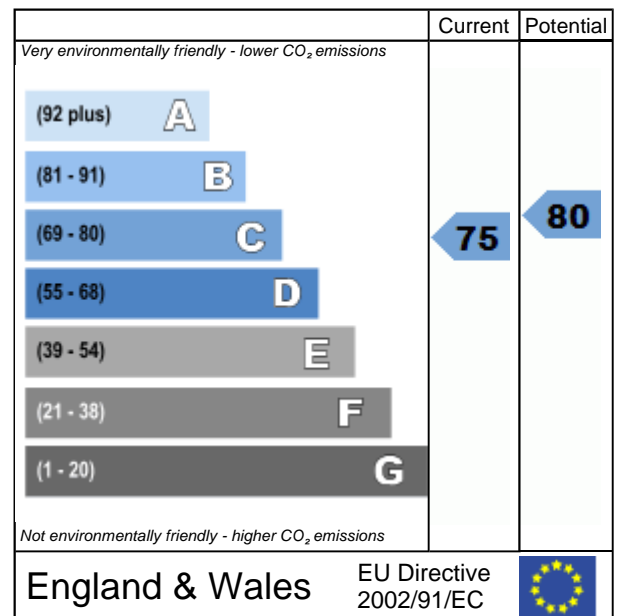 Current Potential
Very environmentally friendly - lower CO₂ emissions
(92 plus) A
(81 - 91) B
(69 - 80) C
75
80
(55 - 68) D
(39 - 54) E
(21 - 38) F
(1 - 20) G
Not environmentally friendly - higher CO₂ emissions
England & Wales
EU Directive
2002/91/EC